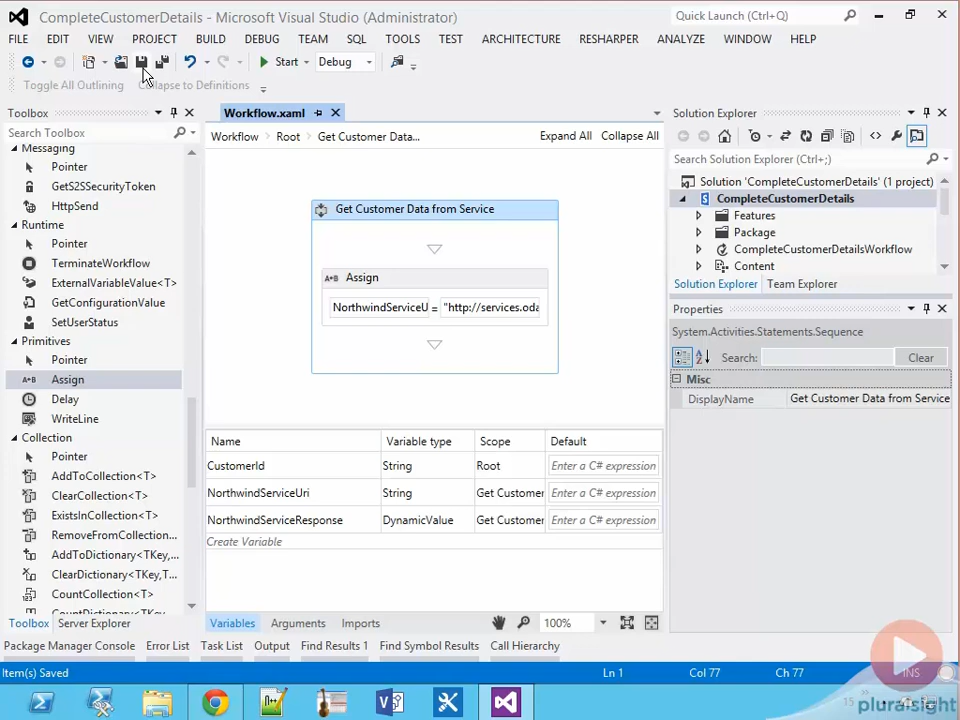 CompleteCustomerDetails - Microsoft Visual Studio (Administrator)
Quick Launch (Ctrl+Q)
FILE EDIT VIEW PROJECT BUILD DEBUG TEAM SQL TOOLS TEST ARCHITECTURE RESHARPER ANALYZE WINDOW HELP
Start Debug
Toggle All Outlining Collapse to Definitions
Toolbox
Search Toolbox
Messaging
Pointer
GetS2SSecurityToken
HttpSend
Runtime
Pointer
TerminateWorkflow
ExternalVariableValue<T>
GetConfigurationValue
SetUserStatus
Primitives
Pointer
A+B Assign
Delay
WriteLine
Collection
Pointer
AddToCollection<T>
ClearCollection<T>
ExistsInCollection<T>
RemoveFromCollection...
AddToDictionary<TKey,...
ClearDictionary<TKey,T...
CountCollection<T>
CountDictionary<TKey
Toolbox Server Explorer
Workflow.xaml
Workflow Root Get Customer Data... Expand All Collapse All
Get Customer Data from Service
A+B Assign
NorthwindServiceU = "http://services.oda
Name Variable type Scope Default
CustomerId String Root Enter a C# expression
NorthwindServiceUri String Get Customer Enter a C# expression
NorthwindServiceResponse DynamicValue Get Customer Enter a C# expression
Create Variable
Variables Arguments Imports 100%
Solution Explorer
Search Solution Explorer (Ctrl+;)
Solution 'CompleteCustomerDetails' (1 project)
CompleteCustomerDetails
Features
Package
CompleteCustomerDetailsWorkflow
Content
Solution Explorer Team Explorer
Properties
System.Activities.Statements.Sequence
Search: Clear
Misc
DisplayName Get Customer Data from Service
Package Manager Console Error List Task List Output Find Results 1 Find Symbol Results Call Hierarchy
Item(s) Saved Ln 1 Col 77 Ch 77 INS
15